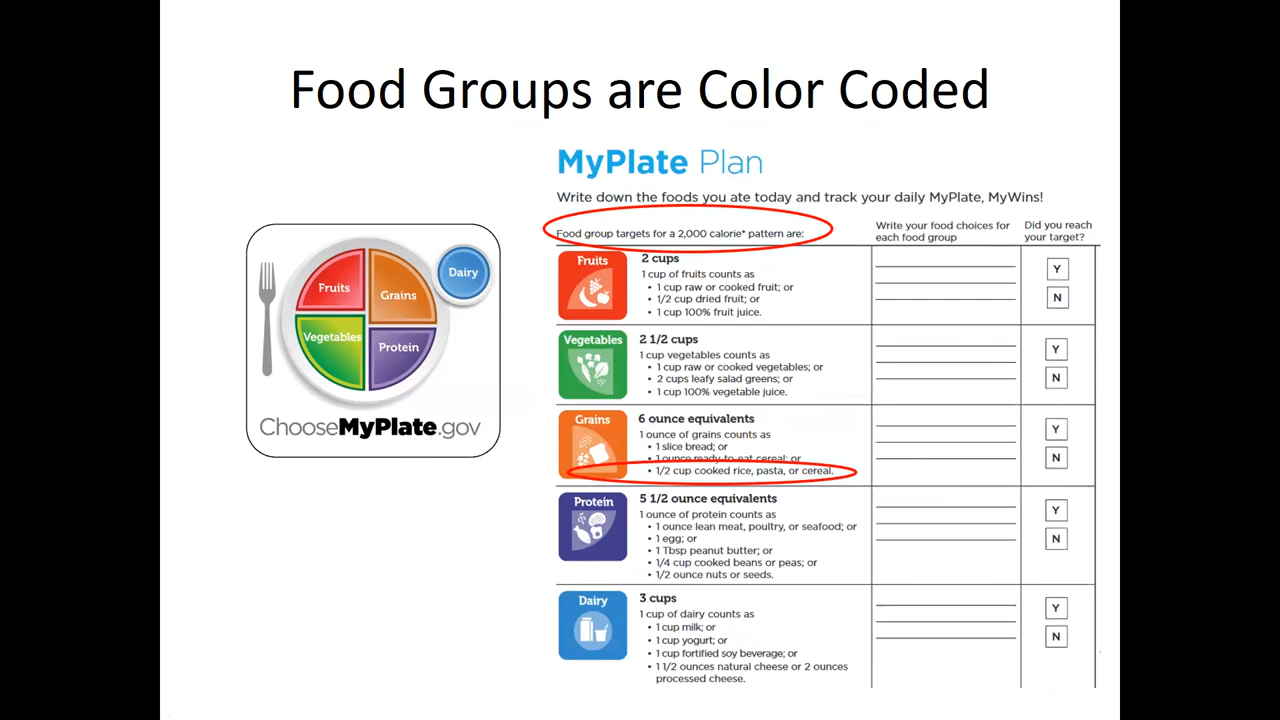 Food Groups are Color Coded
Fruits
Grains
Dairy
Vegetables
Protein
ChooseMyPlate.gov
MyPlate Plan
Write down the foods you ate today and track your daily MyPlate, MyWins!
Food group targets for a 2,000 calorie* pattern are:
Write your food choices for
each food group
Did you reach
your target?
Fruits
2 cups
1 cup of fruits counts as
• 1 cup raw or cooked fruit; or
• 1/2 cup dried fruit; or
• 1 cup 100% fruit juice.
Y
N
Vegetables
2 1/2 cups
1 cup vegetables counts as
• 1 cup raw or cooked vegetables; or
• 2 cups leafy salad greens; or
• 1 cup 100% vegetable juice.
Y
N
Grains
6 ounce equivalents
1 ounce of grains counts as
• 1 slice bread; or
• 1 ounce ready-to-eat cereal; or
• 1/2 cup cooked rice, pasta, or cereal.
Y
N
Protein
5 1/2 ounce equivalents
1 ounce of protein counts as
• 1 ounce lean meat, poultry, or seafood; or
• 1 egg; or
• 1 Tbsp peanut butter; or
• 1/4 cup cooked beans or peas; or
• 1/2 ounce nuts or seeds.
Y
N
Dairy
3 cups
1 cup of dairy counts as
• 1 cup milk; or
• 1 cup yogurt; or
• 1 cup fortified soy beverage; or
• 1 1/2 ounces natural cheese or 2 ounces
processed cheese.
Y
N